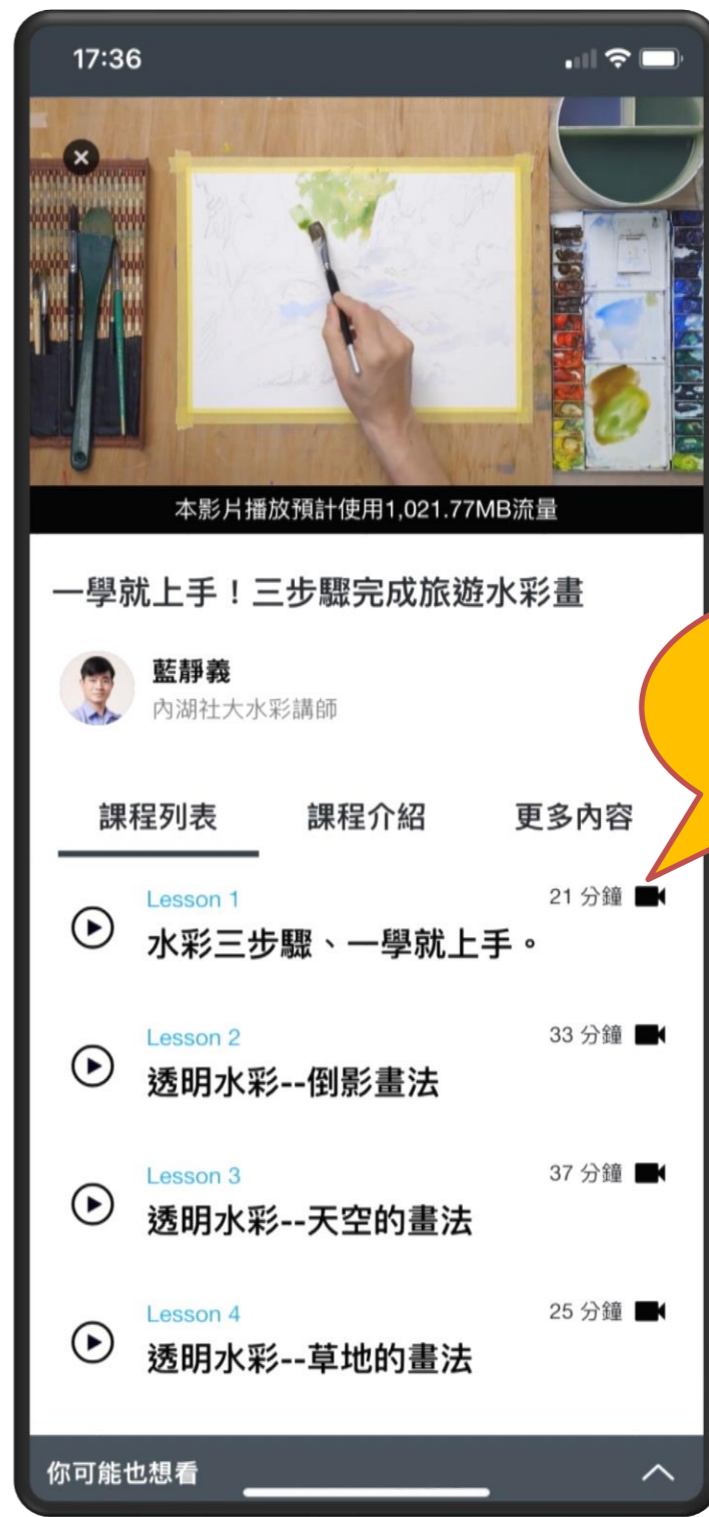 17:36
本影片播放預計使用1,021.77MB流量
一學就上手！三步驟完成旅遊水彩畫
藍靜義
內湖社大水彩講師
課程列表 課程介紹 更多內容
Lesson 1 21 分鐘
水彩三步驟、一學就上手。
Lesson 2 33 分鐘
透明水彩--倒影畫法
Lesson 3 37 分鐘
透明水彩--天空的畫法
Lesson 4 25 分鐘
透明水彩--草地的畫法
你可能也想看